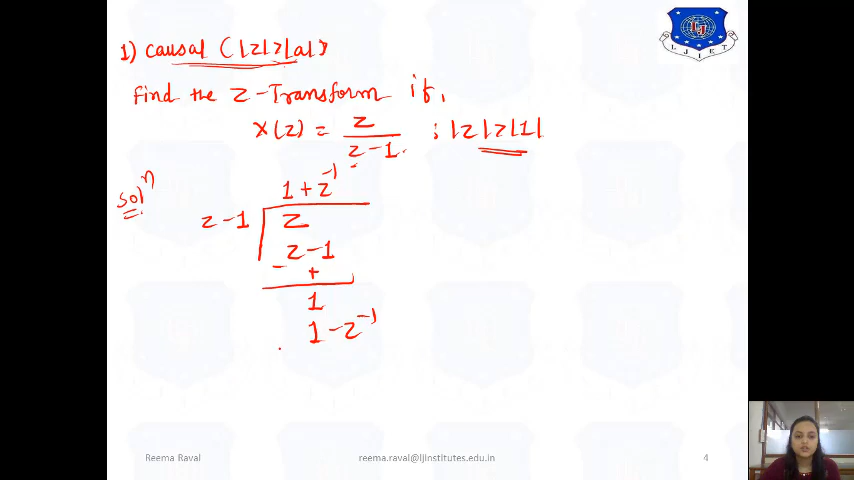 1) Causal (|z|>|a|)
find the Z-Transform if,
X(z) = z / z-1 ; |z|>|1|
Solⁿ
1 + z⁻¹
z-1 | z
z-1
- +
1
1 - z⁻¹
LJIET
Reema Raval reema.raval@ljinstitutes.edu.in 4